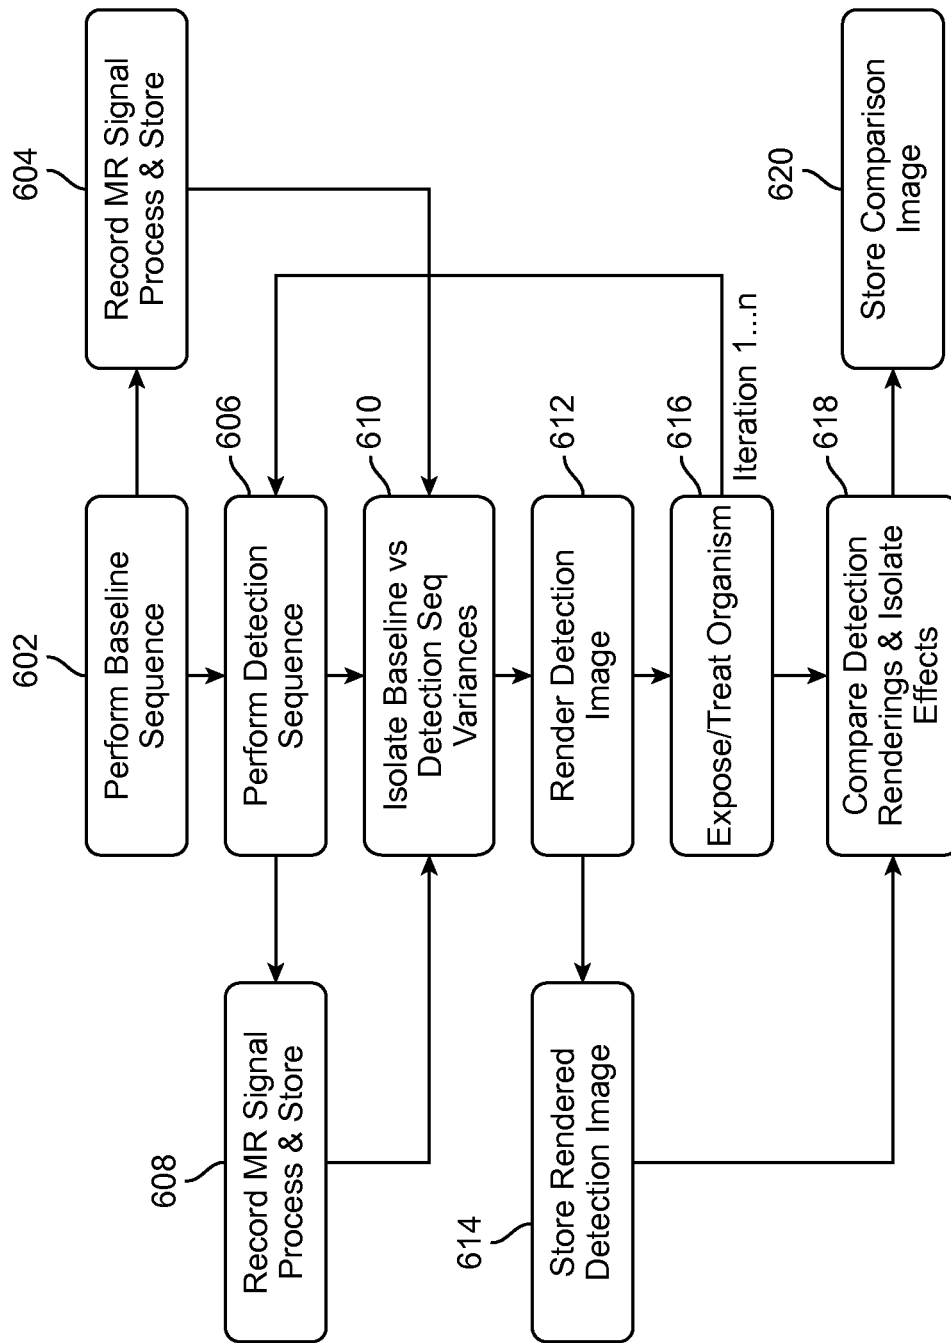 602
Perform Baseline
Sequence
604
Record MR Signal
Process & Store
606
Perform Detection
Sequence
608
Record MR Signal
Process & Store
610
Isolate Baseline vs
Detection Seq
Variances
612
Render Detection
Image
614
Store Rendered
Detection Image
616
Expose/Treat Organism
Iteration 1...n
618
Compare Detection
Renderings & Isolate
Effects
620
Store Comparison
Image